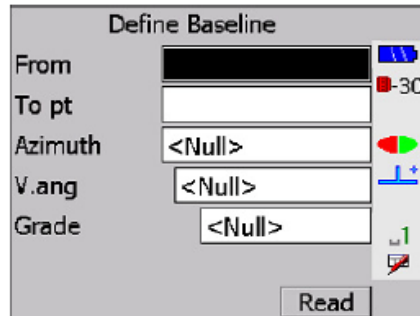 Define Baseline
From
-30
To pt
Azimuth <Null>
V.ang <Null>
Grade <Null>
1
Read